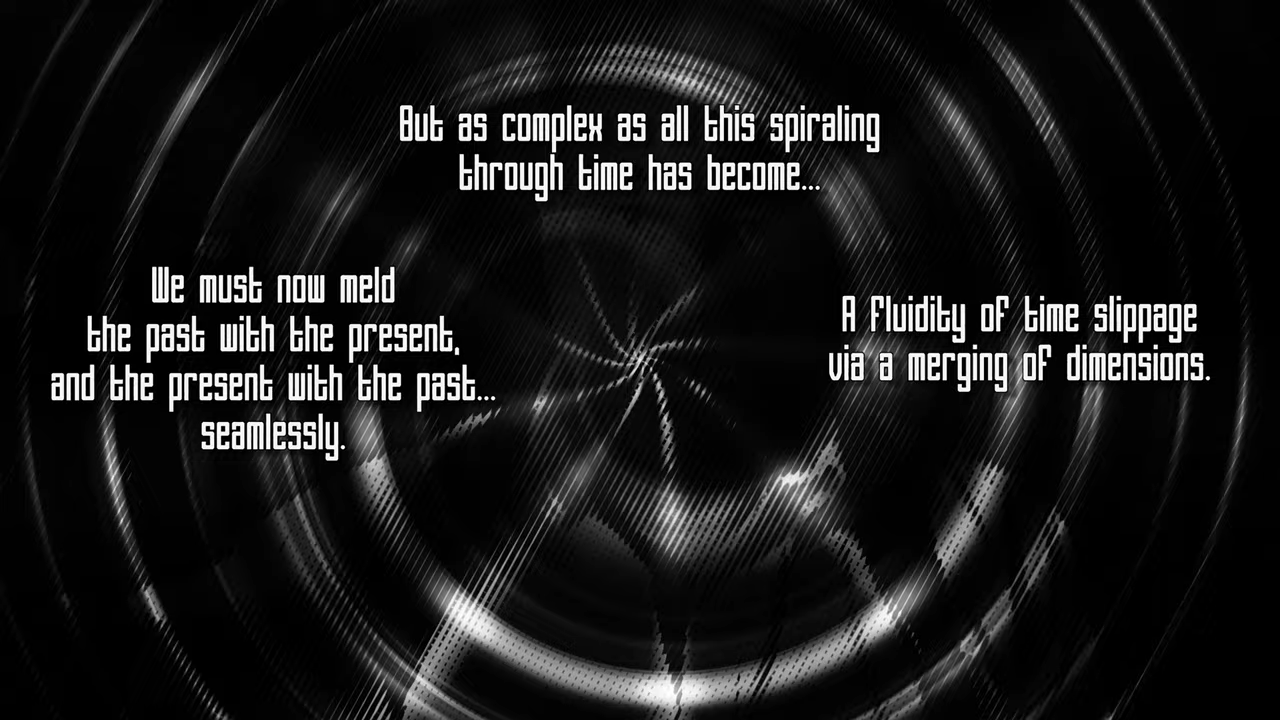 But as complex as all this spiraling
through time has become...
We must now meld
the past with the present,
and the present with the past...
seamlessly.
A fluidity of time slippage
via a merging of dimensions.